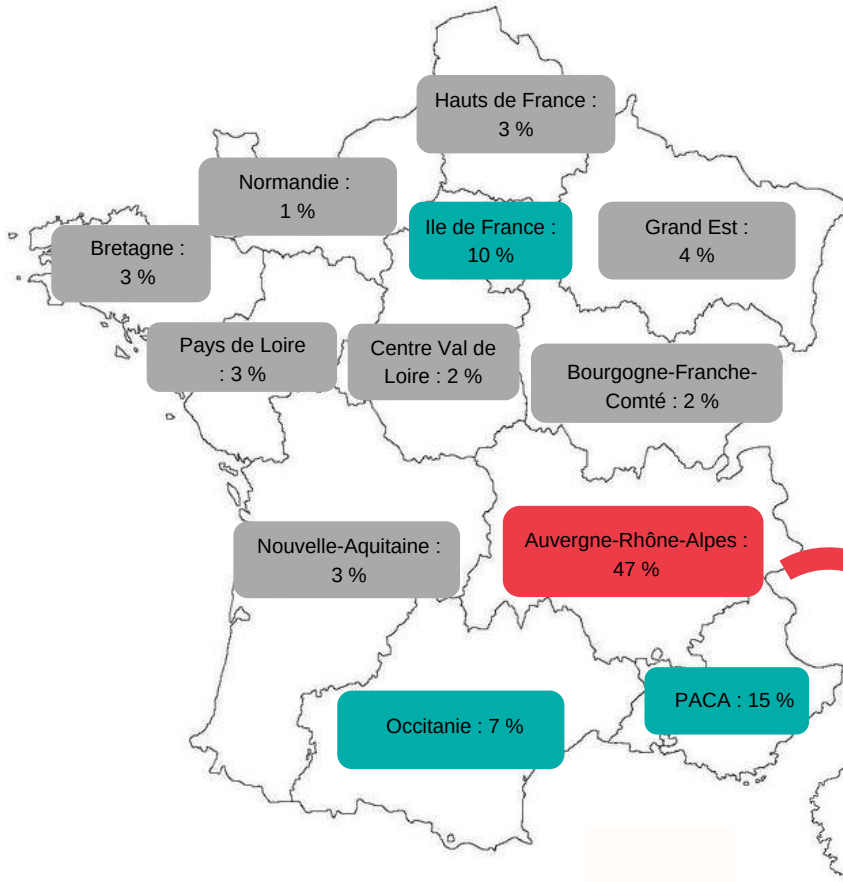 Hauts de France :
3 %
Normandie :
1 %
Ile de France :
10 %
Grand Est :
4 %
Bretagne :
3 %
Pays de Loire
: 3 %
Centre Val de
Loire : 2 %
Bourgogne-Franche-
Comté : 2 %
Nouvelle-Aquitaine :
3 %
Auvergne-Rhône-Alpes :
47 %
Occitanie : 7 %
PACA : 15 %